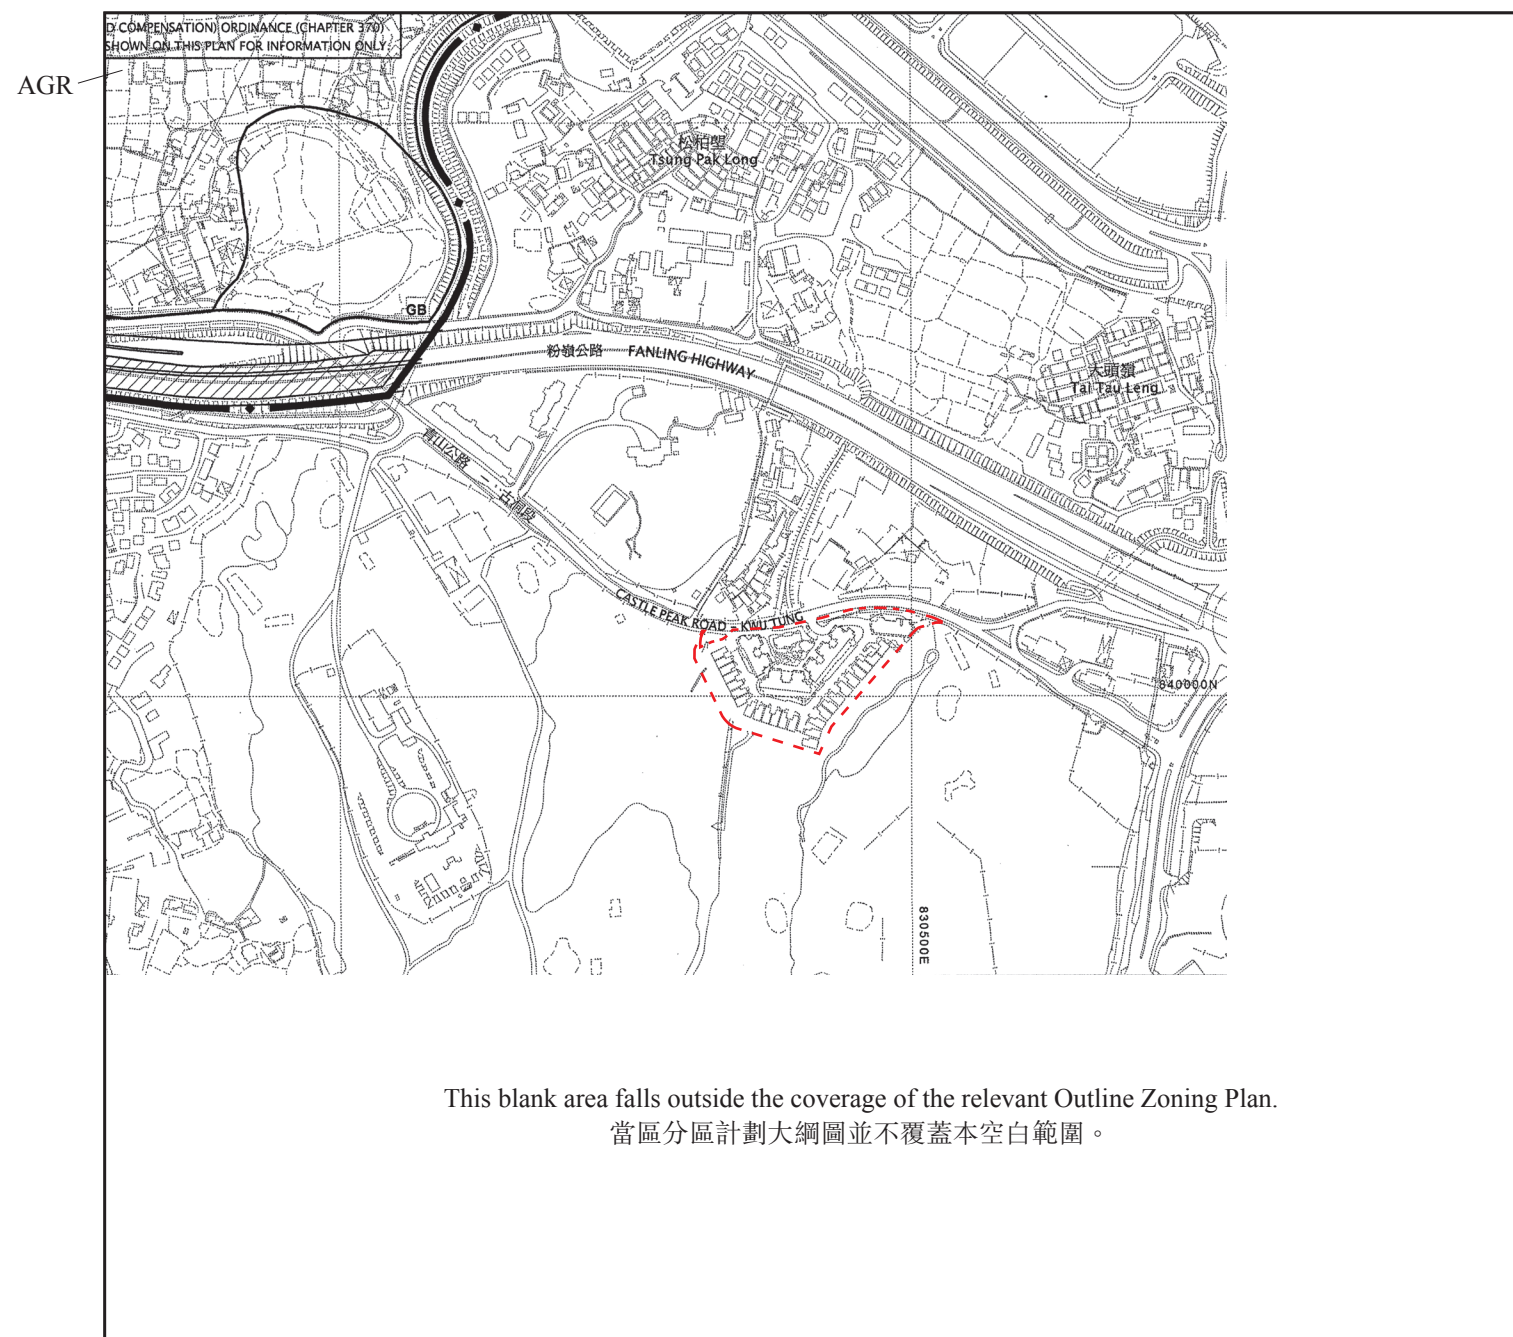 D COMPENSATION) ORDINANCE (CHAPTER 370)
SHOWN ON THIS PLAN FOR INFORMATION ONLY.
AGR
松柏塱
Tsung Pak Long
GB
粉嶺公路 FANLING HIGHWAY
大頭嶺
Tai Tau Leng
青山公路 — 古洞段
CASTLE PEAK ROAD - KWU TUNG
840000N
830500E
This blank area falls outside the coverage of the relevant Outline Zoning Plan.
當區分區計劃大綱圖並不覆蓋本空白範圍。